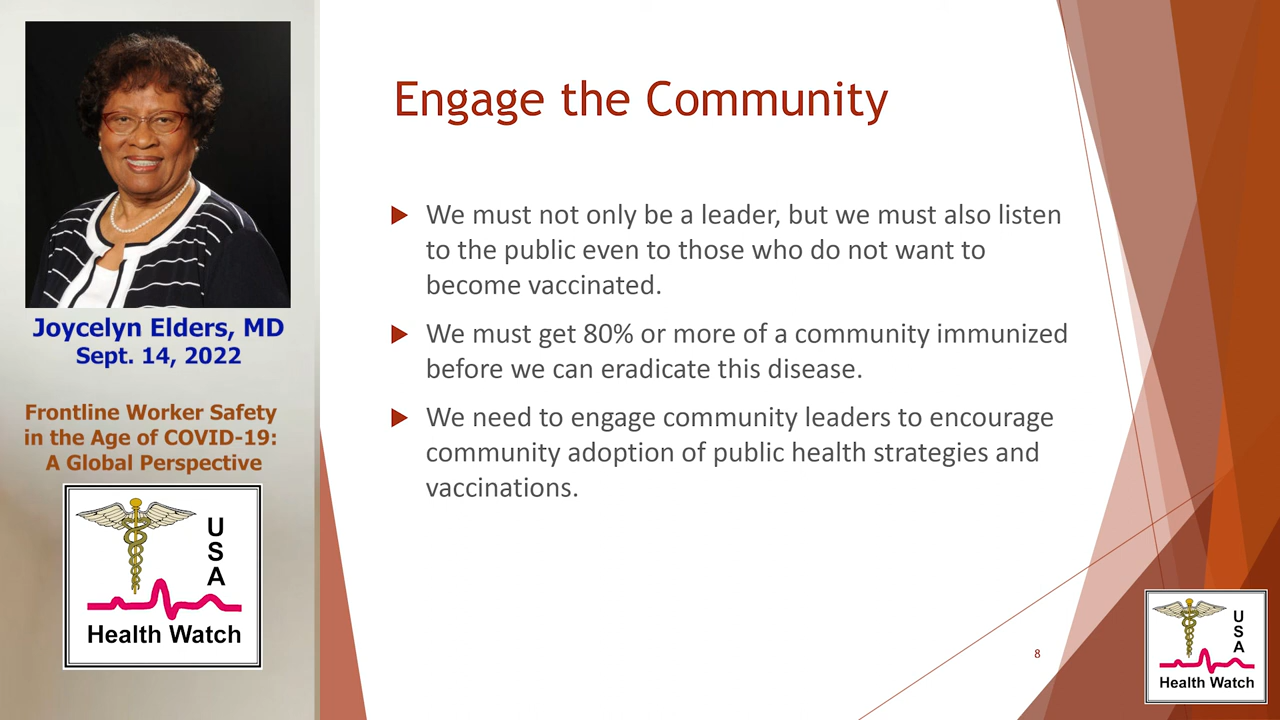 Joycelyn Elders, MD
Sept. 14, 2022
Frontline Worker Safety
in the Age of COVID-19:
A Global Perspective
U
S
A
Health Watch
Engage the Community
We must not only be a leader, but we must also listen
to the public even to those who do not want to
become vaccinated.
We must get 80% or more of a community immunized
before we can eradicate this disease.
We need to engage community leaders to encourage
community adoption of public health strategies and
vaccinations.
8
U
S
A
Health Watch